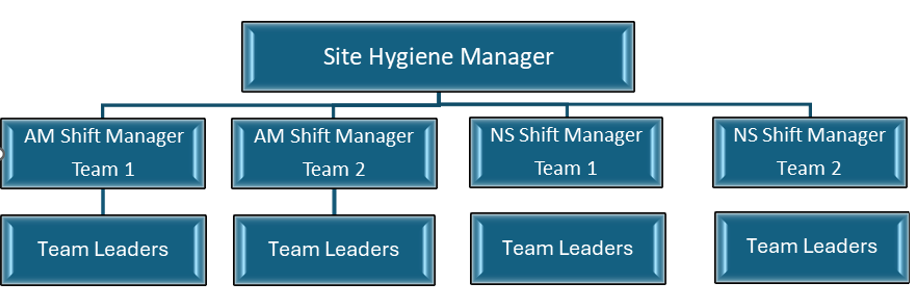 Site Hygiene Manager
AM Shift Manager
Team 1
AM Shift Manager
Team 2
NS Shift Manager
Team 1
NS Shift Manager
Team 2
Team Leaders
Team Leaders
Team Leaders
Team Leaders